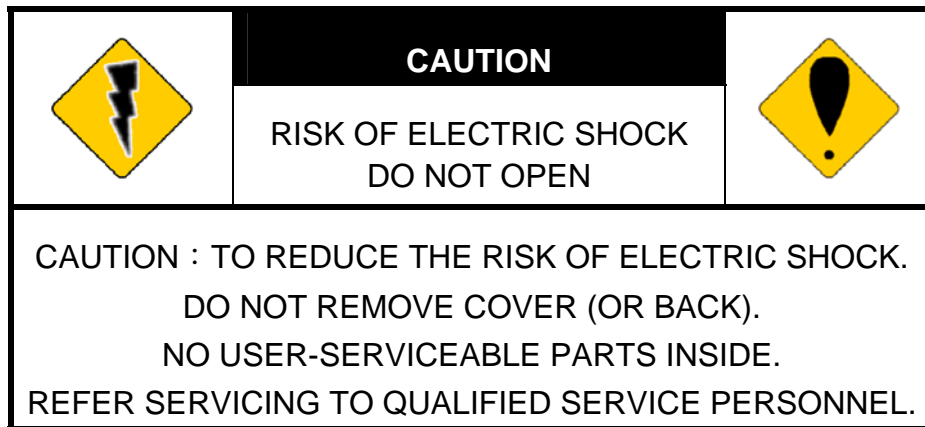 CAUTION
RISK OF ELECTRIC SHOCK
DO NOT OPEN
CAUTION：TO REDUCE THE RISK OF ELECTRIC SHOCK.
DO NOT REMOVE COVER (OR BACK).
NO USER-SERVICEABLE PARTS INSIDE.
REFER SERVICING TO QUALIFIED SERVICE PERSONNEL.